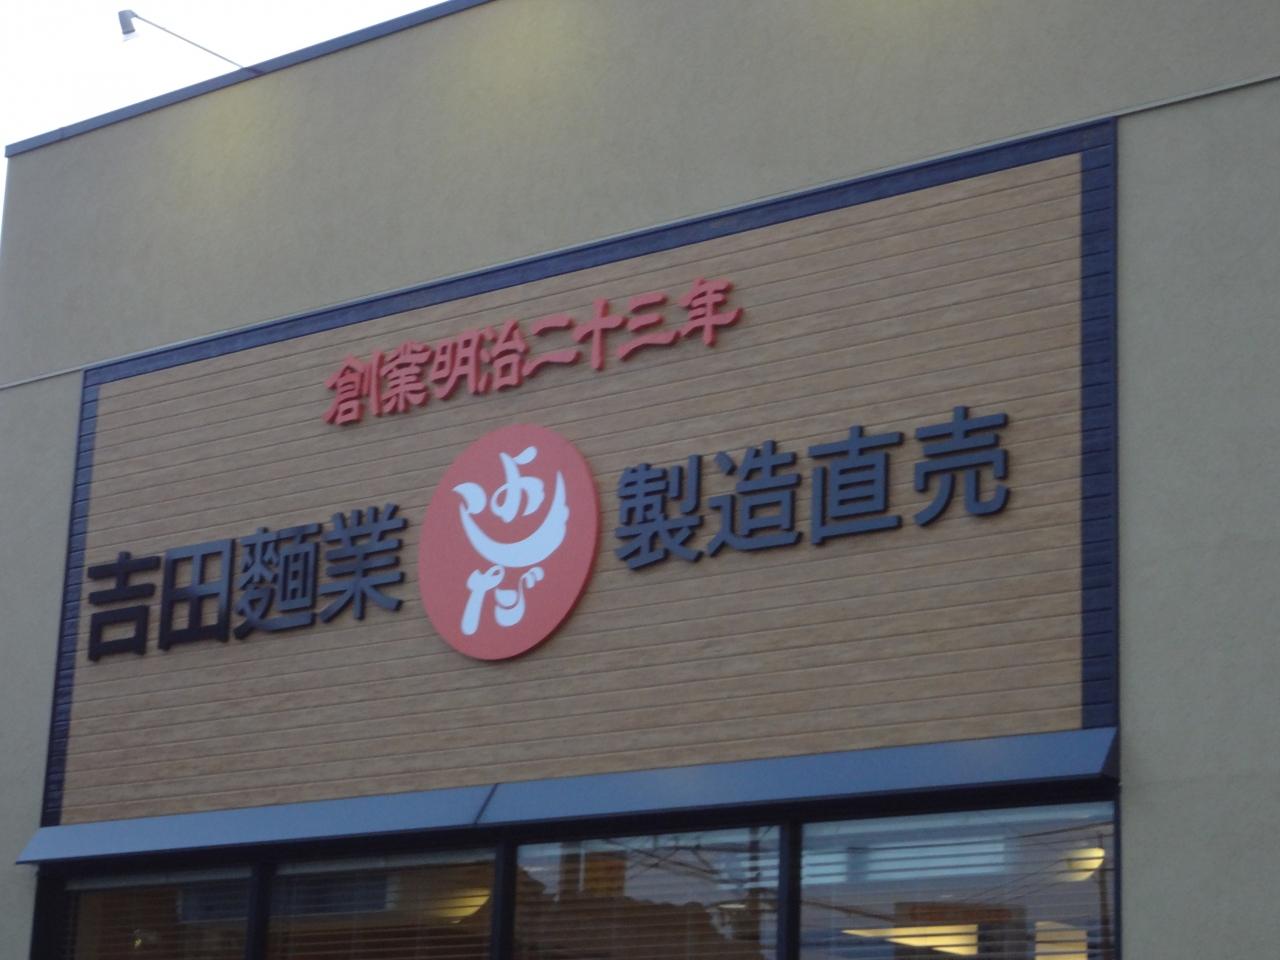 創業明治二十三年
吉田麺業
よしだ
製造直売